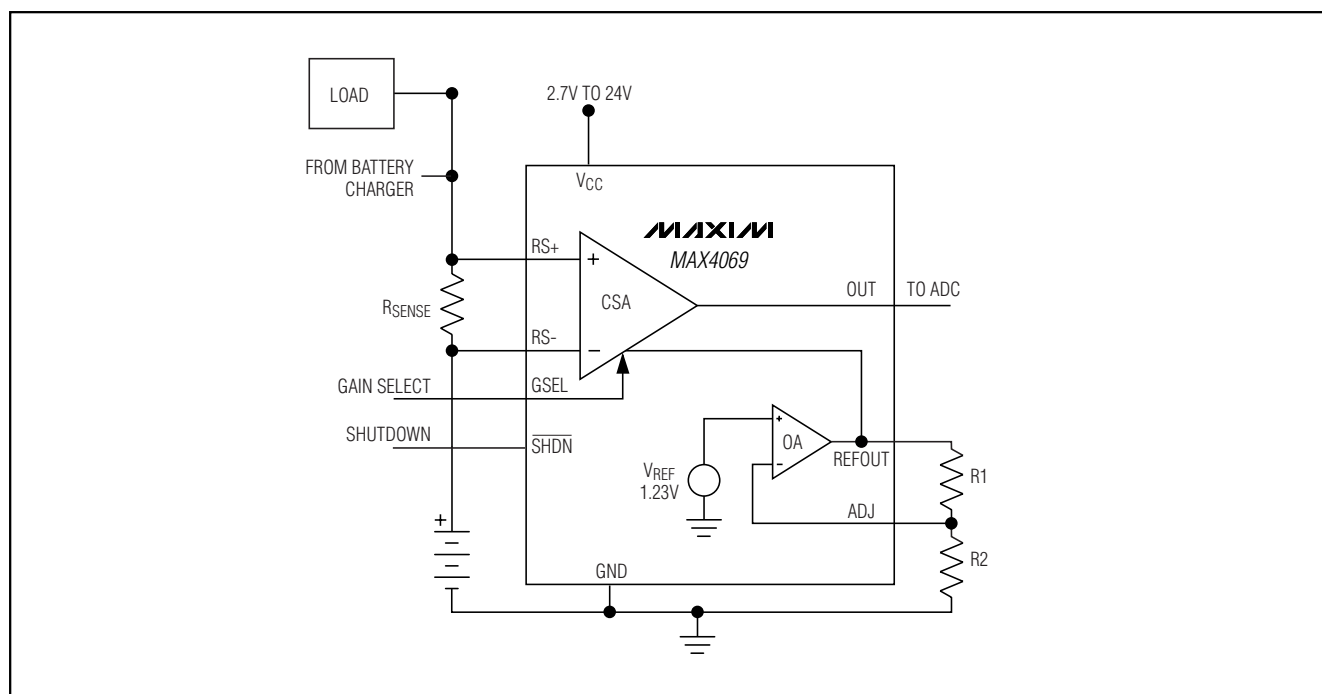 LOAD
2.7V TO 24V
FROM BATTERY
CHARGER
VCC
MAXIM
MAX4069
RS+
+
CSA
OUT
TO ADC
RSENSE
RS-
−
GAIN SELECT
GSEL
SHUTDOWN
SHDN
+
OA
−
REFOUT
VREF
1.23V
R1
ADJ
+
R2
GND